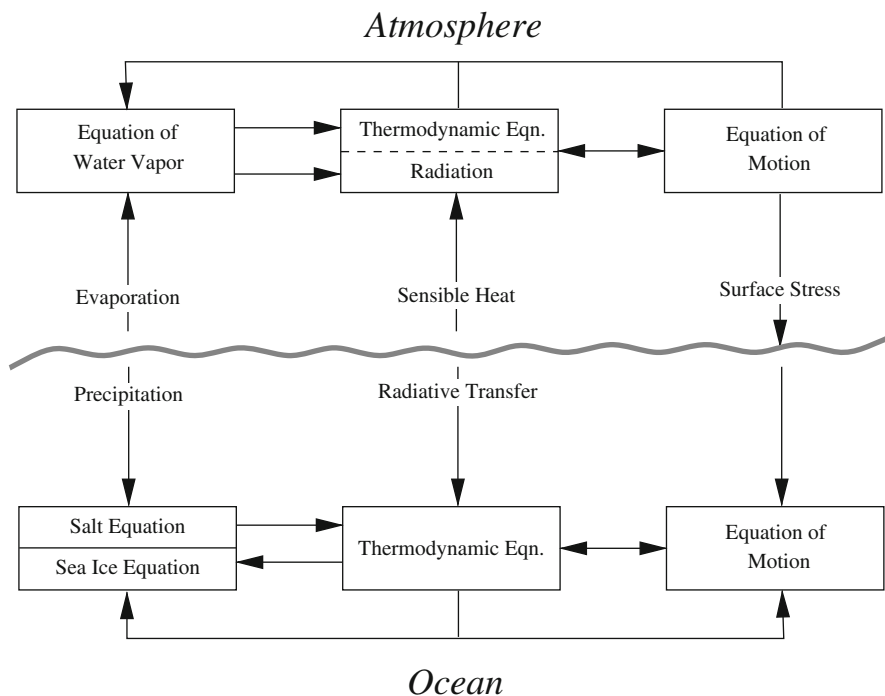 Atmosphere
Equation of
Water Vapor
Thermodynamic Eqn.
Radiation
Equation of
Motion
Evaporation
Sensible Heat
Surface Stress
Precipitation
Radiative Transfer
Salt Equation
Sea Ice Equation
Thermodynamic Eqn.
Equation of
Motion
Ocean